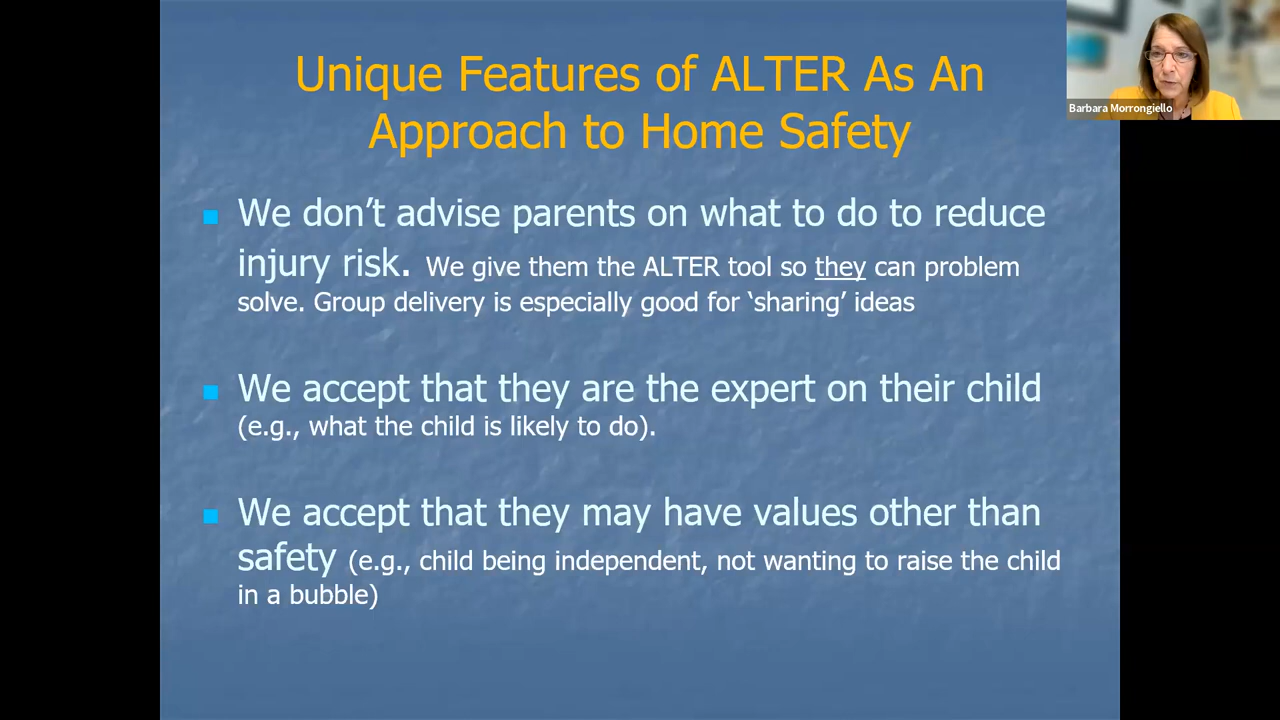 Unique Features of ALTER As An
Approach to Home Safety
Barbara Morrongiello
We don’t advise parents on what to do to reduce
injury risk. We give them the ALTER tool so they can problem
solve. Group delivery is especially good for ‘sharing’ ideas
We accept that they are the expert on their child
(e.g., what the child is likely to do).
We accept that they may have values other than
safety (e.g., child being independent, not wanting to raise the child
in a bubble)